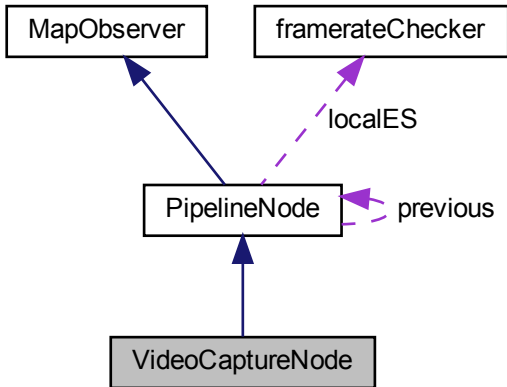 MapObserver
framerateChecker
localES
PipelineNode
previous
VideoCaptureNode